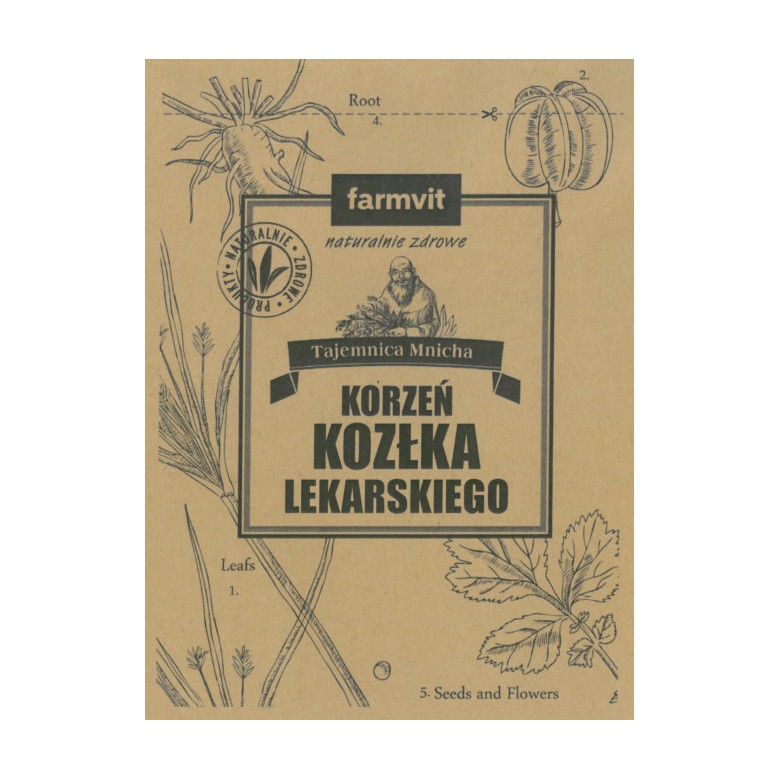 2.
Root
4.
farmvit
naturalnie zdrowe
PRODUKTY • NATURALNIE • ZDROWE •
Tajemnica Mnicha
KORZEŃ
KOZŁKA
LEKARSKIEGO
Leafs
1.
5. Seeds and Flowers